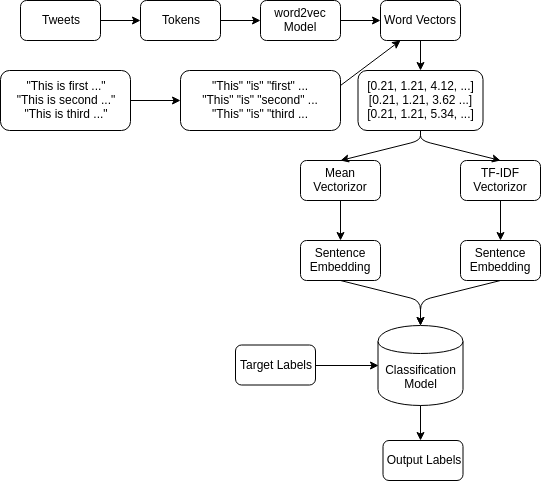 Tweets
Tokens
word2vec
Model
Word Vectors
"This is first ..."
"This is second ..."
"This is third ..."
"This" "is" "first" ...
"This" "is" "second" ...
"This" "is" "third ...
[0.21, 1.21, 4.12, ...]
[0.21, 1.21, 3.62 ...]
[0.21, 1.21, 5.34, ...]
Mean
Vectorizor
TF-IDF
Vectorizor
Sentence
Embedding
Sentence
Embedding
Target Labels
Classification
Model
Output Labels